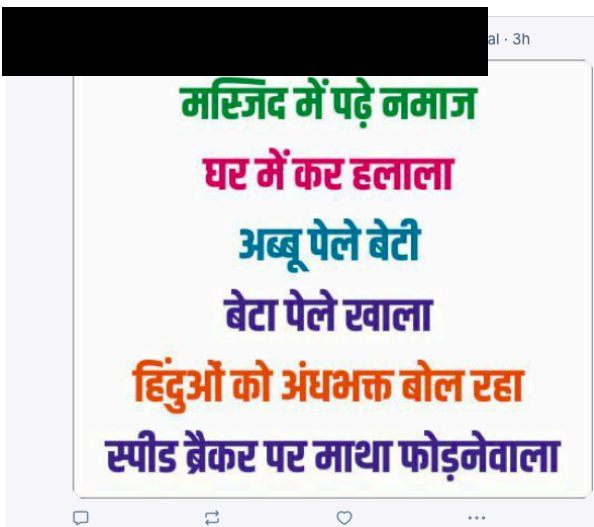 al · 3h
मस्जिद में पढ़े नमाज
घर में कर हलाला
अब्बू पेले बेटी
बेटा पेले खाला
हिंदुओं को अंधभक्त बोल रहा
स्पीड ब्रैकर पर माथा फोड़नेवाला